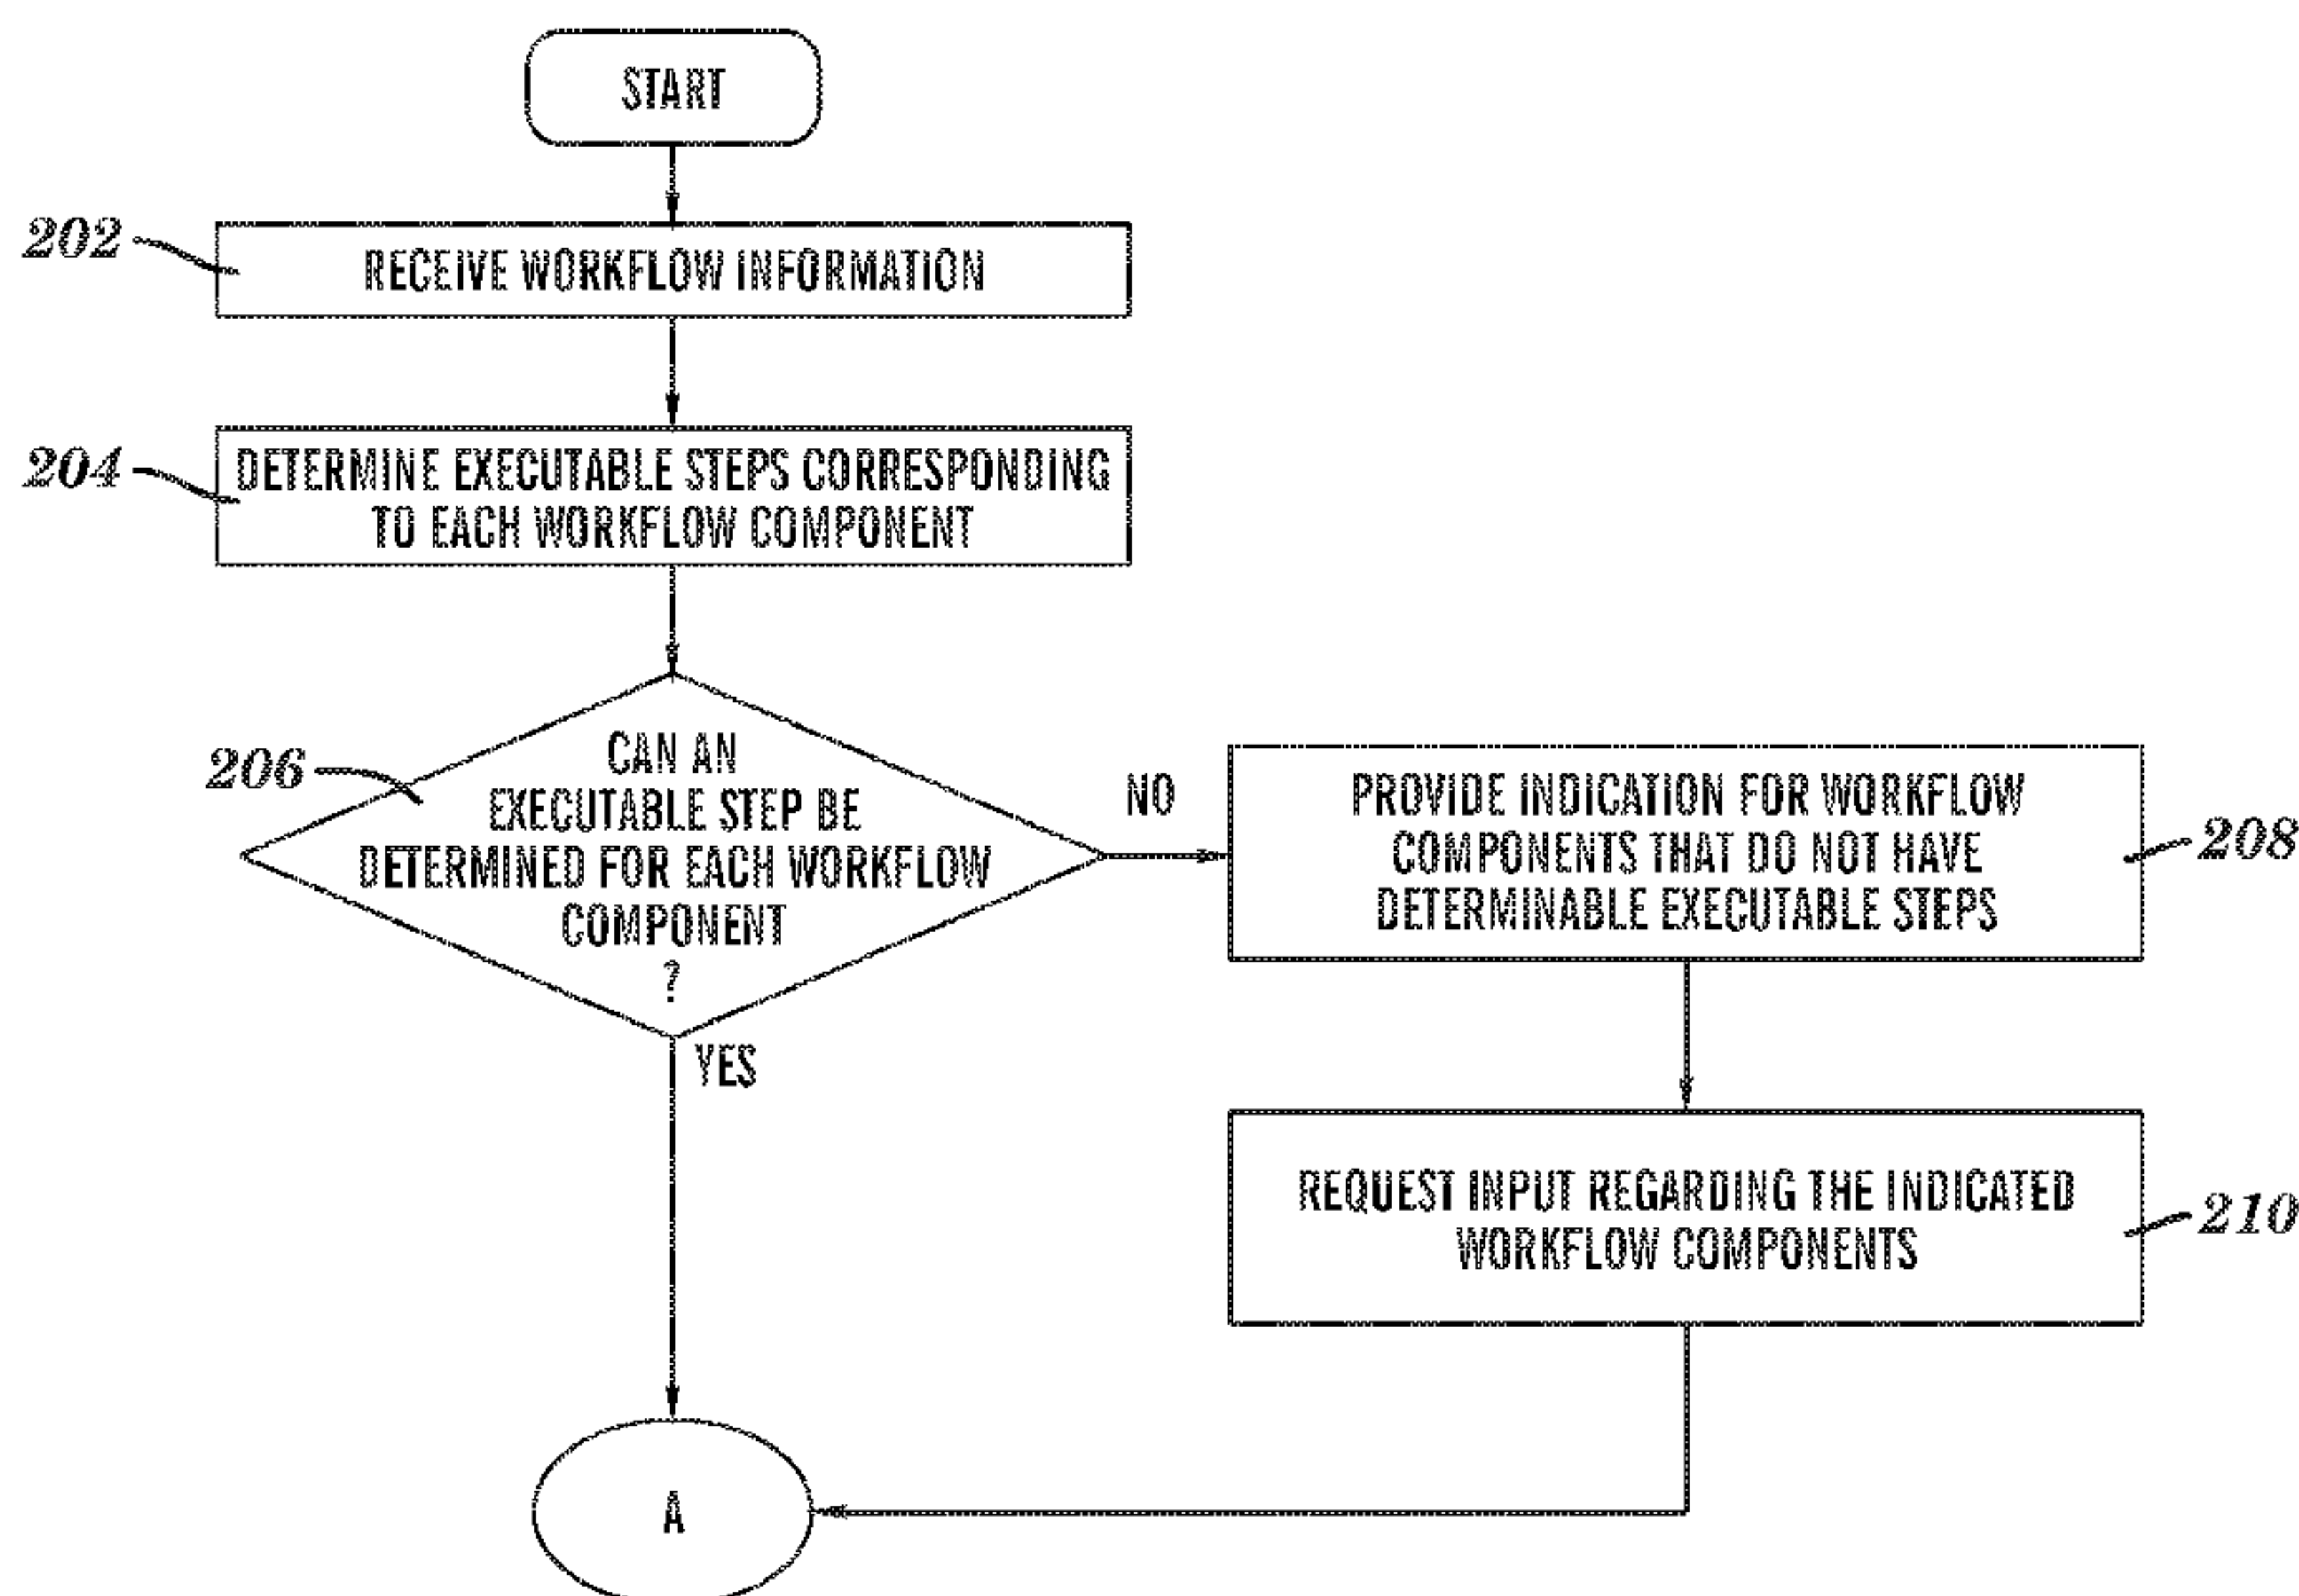 START
202
RECEIVE WORKFLOW INFORMATION
204
DETERMINE EXECUTABLE STEPS CORRESPONDING
TO EACH WORKFLOW COMPONENT
206
CAN AN
EXECUTABLE STEP BE
DETERMINED FOR EACH WORKFLOW
COMPONENT
?
NO
YES
PROVIDE INDICATION FOR WORKFLOW
COMPONENTS THAT DO NOT HAVE
DETERMINABLE EXECUTABLE STEPS
208
REQUEST INPUT REGARDING THE INDICATED
WORKFLOW COMPONENTS
210
A